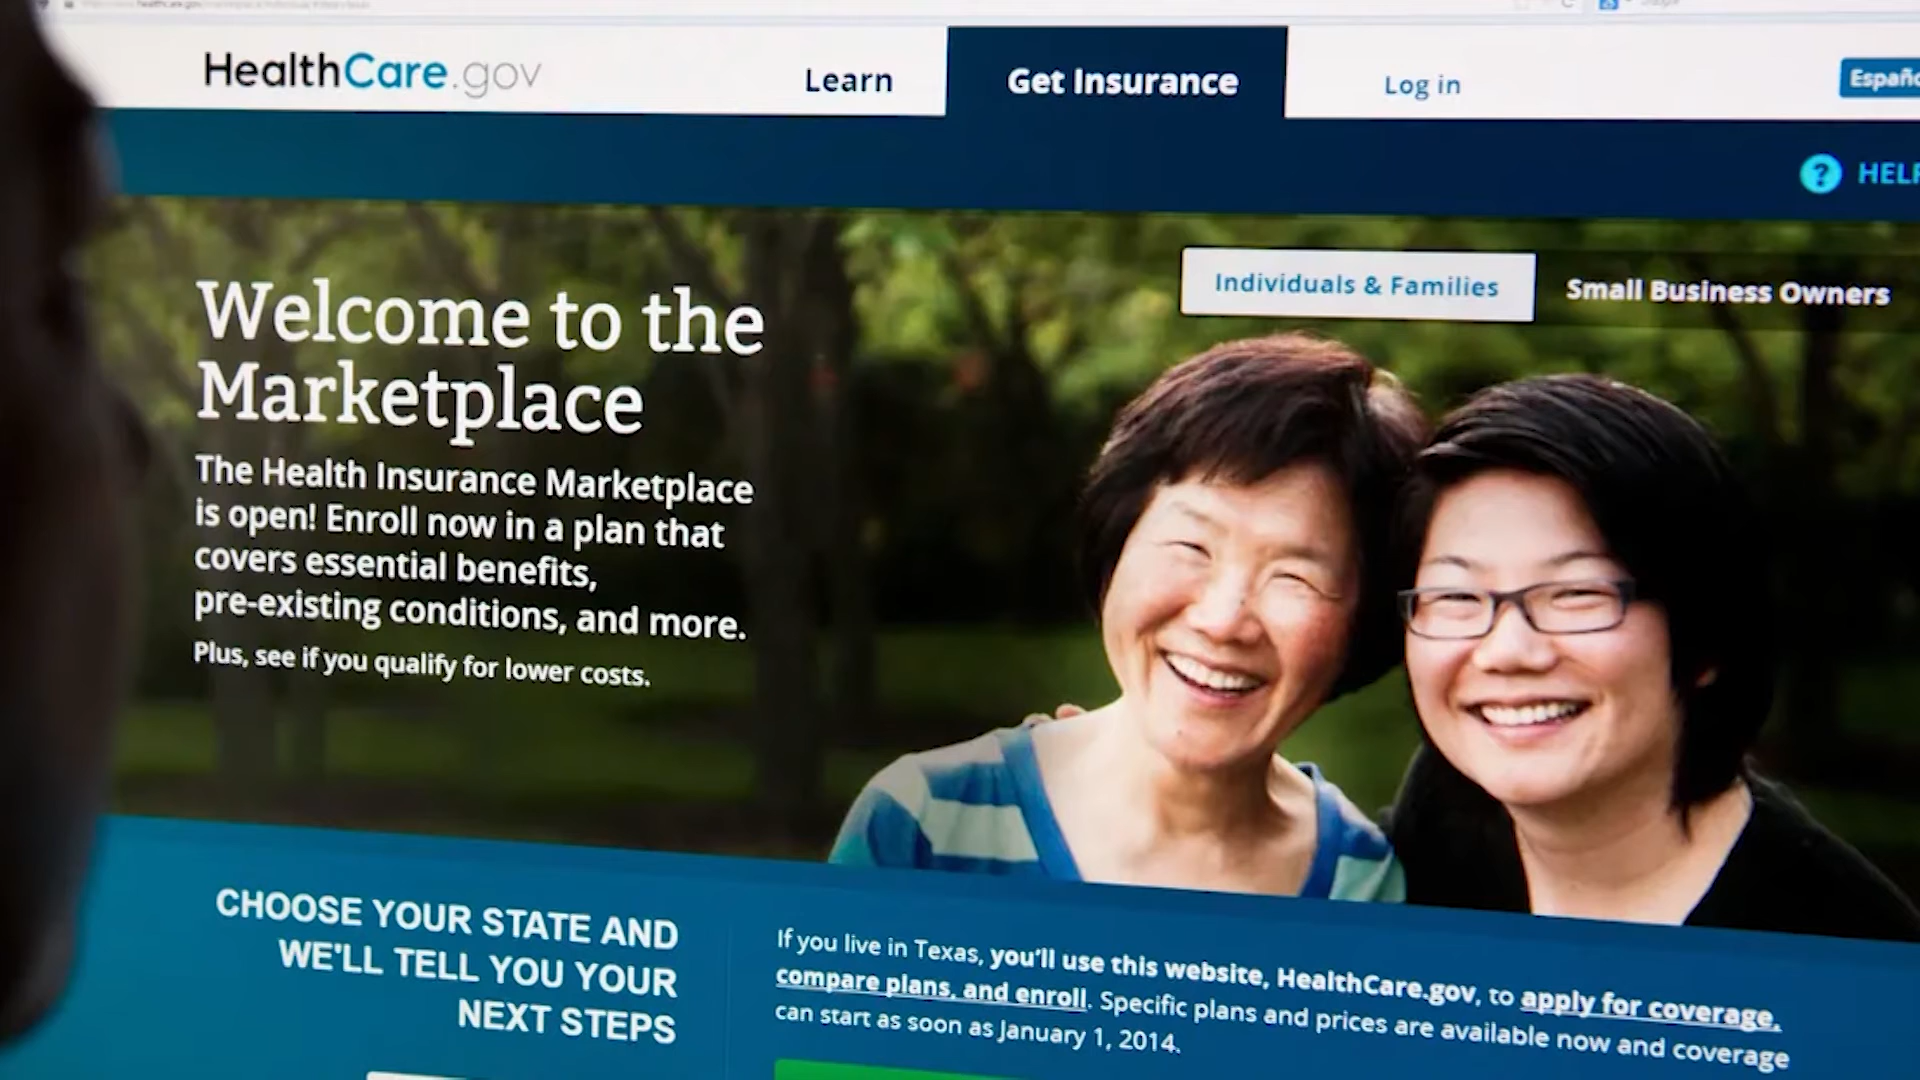 HealthCare.gov
Learn
Get Insurance
Log in
HELP
Individuals & Families
Small Business Owners
Welcome to the
Marketplace
The Health Insurance Marketplace
is open! Enroll now in a plan that
covers essential benefits,
pre-existing conditions, and more.
Plus, see if you qualify for lower costs.
CHOOSE YOUR STATE AND
WE'LL TELL YOU YOUR
NEXT STEPS
If you live in Texas, you'll use this website, HealthCare.gov, to apply for coverage,
compare plans, and enroll. Specific plans and prices are available now and coverage
can start as soon as January 1, 2014.